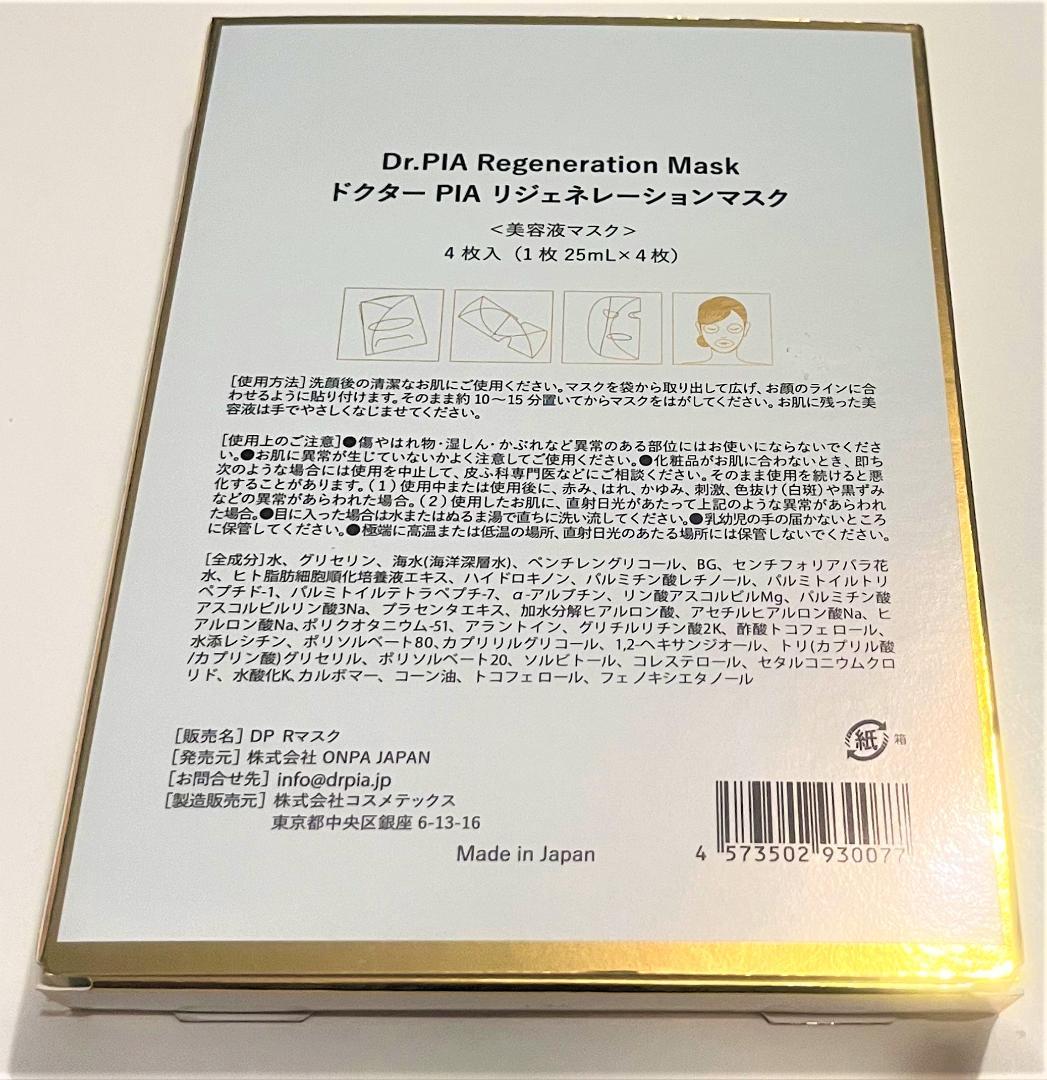 Dr.PIA Regeneration Mask
ドクター PIA リジェネレーションマスク
＜美容液マスク＞
4 枚入（1 枚 25mL×4 枚）
［使用方法］洗顔後の清潔なお肌にご使用ください。マスクを袋から取り出して広げ、お顔のラインに合
わせるように貼り付けます。そのまま約 10～15 分置いてからマスクをはがしてください。お肌に残った美
容液は手でやさしくなじませてください。
［使用上のご注意］●傷やはれ物・湿しん・かぶれなど異常のある部位にはお使いにならないでくださ
い。●お肌に異常が生じていないかよく注意してご使用ください。●化粧品がお肌に合わないとき、即ち
次のような場合には使用を中止して、皮ふ科専門医などにご相談ください。そのまま使用を続けると悪
化することがあります。（1）使用中または使用後に、赤み、はれ、かゆみ、刺激、色抜け（白斑）や黒ずみ
などの異常があらわれた場合。（2）使用したお肌に、直射日光があたって上記のような異常があらわれ
た場合。●目に入った場合は水またはぬるま湯で直ちに洗い流してください。●乳幼児の手の届かないところ
に保管してください。●極端に高温または低温の場所、直射日光のあたる場所には保管しないでください。
［全成分］水、グリセリン、海水(海洋深層水)、ペンチレングリコール、BG、センチフォリアバラ花
水、ヒト脂肪細胞順化培養液エキス、ハイドロキノン、パルミチン酸レチノール、パルミトイルトリ
ペプチド-1、パルミトイルテトラペプチ-7、α-アルブチン、リン酸アスコルビルMg、パルミチン酸
アスコルビルリン酸3Na、プラセンタエキス、加水分解ヒアルロン酸、アセチルヒアルロン酸Na、ヒ
アルロン酸Na、ポリクオタニウム-51、アラントイン、グリチルリチン酸2K、酢酸トコフェロール、
水添レシチン、ポリソルベート80、カプリリルグリコール、1,2-ヘキサンジオール、トリ(カプリル酸
/カプリン酸)グリセリル、ポリソルベート20、ソルビトール、コレステロール、セタルコニウムクロ
リド、水酸化K、カルボマー、コーン油、トコフェロール、フェノキシエタノール
［販売名］DP Rマスク
［発売元］株式会社 ONPA JAPAN
［お問合せ先］info@drpia.jp
［製造販売元］株式会社コスメテックス
東京都中央区銀座 6-13-16
Made in Japan
紙 箱
4 573502 930077